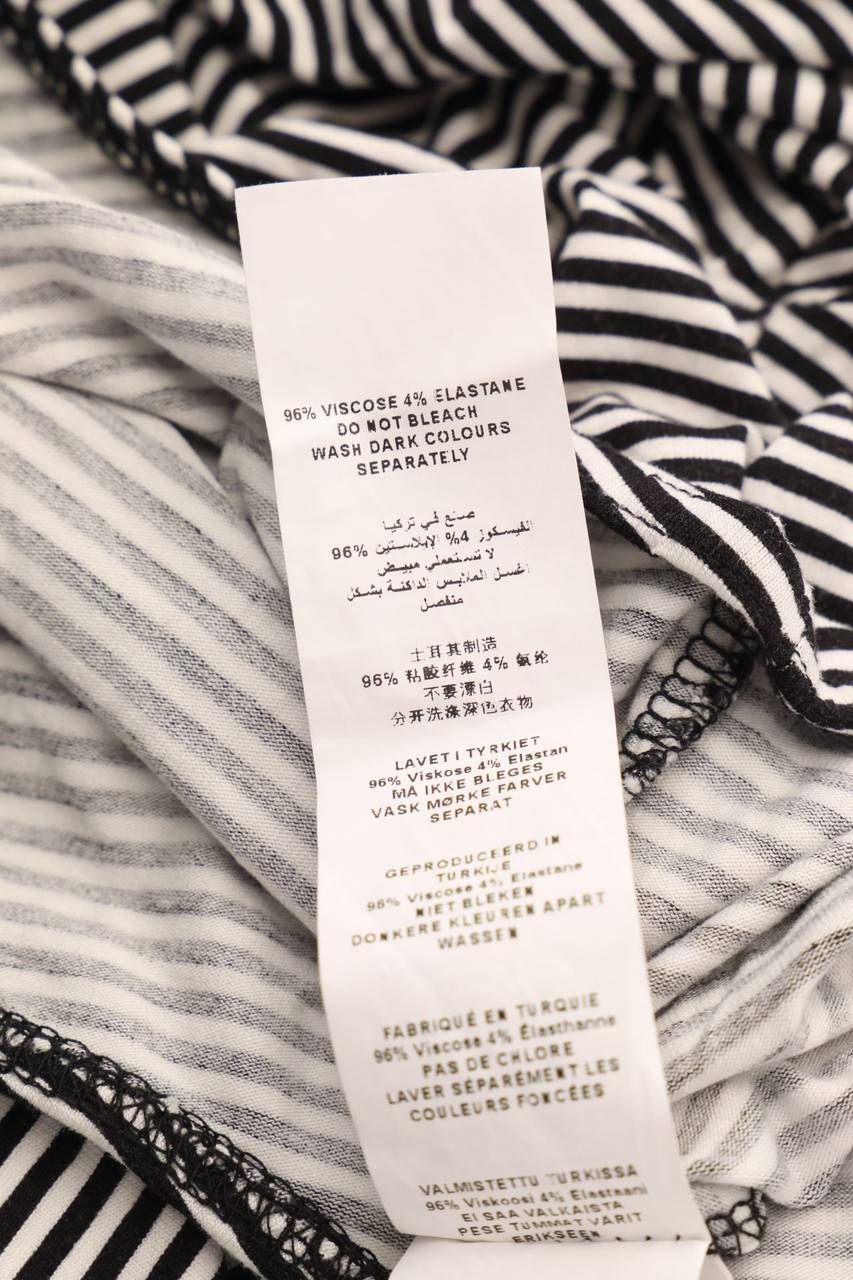 96% VISCOSE 4% ELASTANE
DO NOT BLEACH
WASH DARK COLOURS
SEPARATELY
صنع في تركيا
96% الفيسكوز 4% الإيلاستين
لا تستعملي مبيض
اغسل الملابس الداكنة بشكل
منفصل
土耳其制造
96% 粘胶纤维 4% 氨纶
不要漂白
分开洗涤深色衣物
LAVET I TYRKIET
96% Viskose 4% Elastan
MÅ IKKE BLEGES
VASK MØRKE FARVER
SEPARAT
GEPRODUCEERD IN
TURKIJE
96% Viscose 4% Elastane
NIET BLEKEN
DONKERE KLEUREN APART
WASSEN
FABRIQUÉ EN TURQUIE
96% Viscose 4% Élasthanne
PAS DE CHLORE
LAVER SÉPARÉMENT LES
COULEURS FONCÉES
VALMISTETTU TURKISSA
96% Viskoosi 4% Elastaani
EI SAA VALKAISTA
PESE TUMMAT VÄRIT
ERIKSEEN